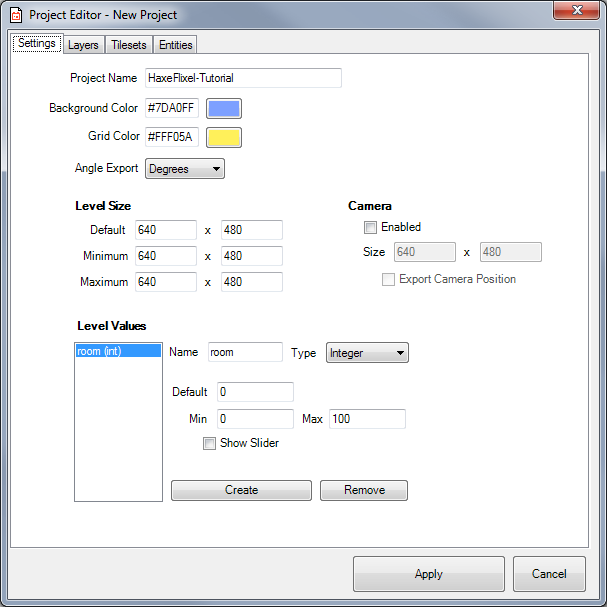 Project Editor - New Project
Settings Layers Tilesets Entities
Project Name HaxeFlixel-Tutorial
Background Color #7DA0FF
Grid Color #FFF05A
Angle Export Degrees
Level Size
Default 640 x 480
Minimum 640 x 480
Maximum 640 x 480
Camera
Enabled
Size 640 x 480
Export Camera Position
Level Values
room (int)
Name room Type Integer
Default 0
Min 0 Max 100
Show Slider
Create Remove
Apply Cancel